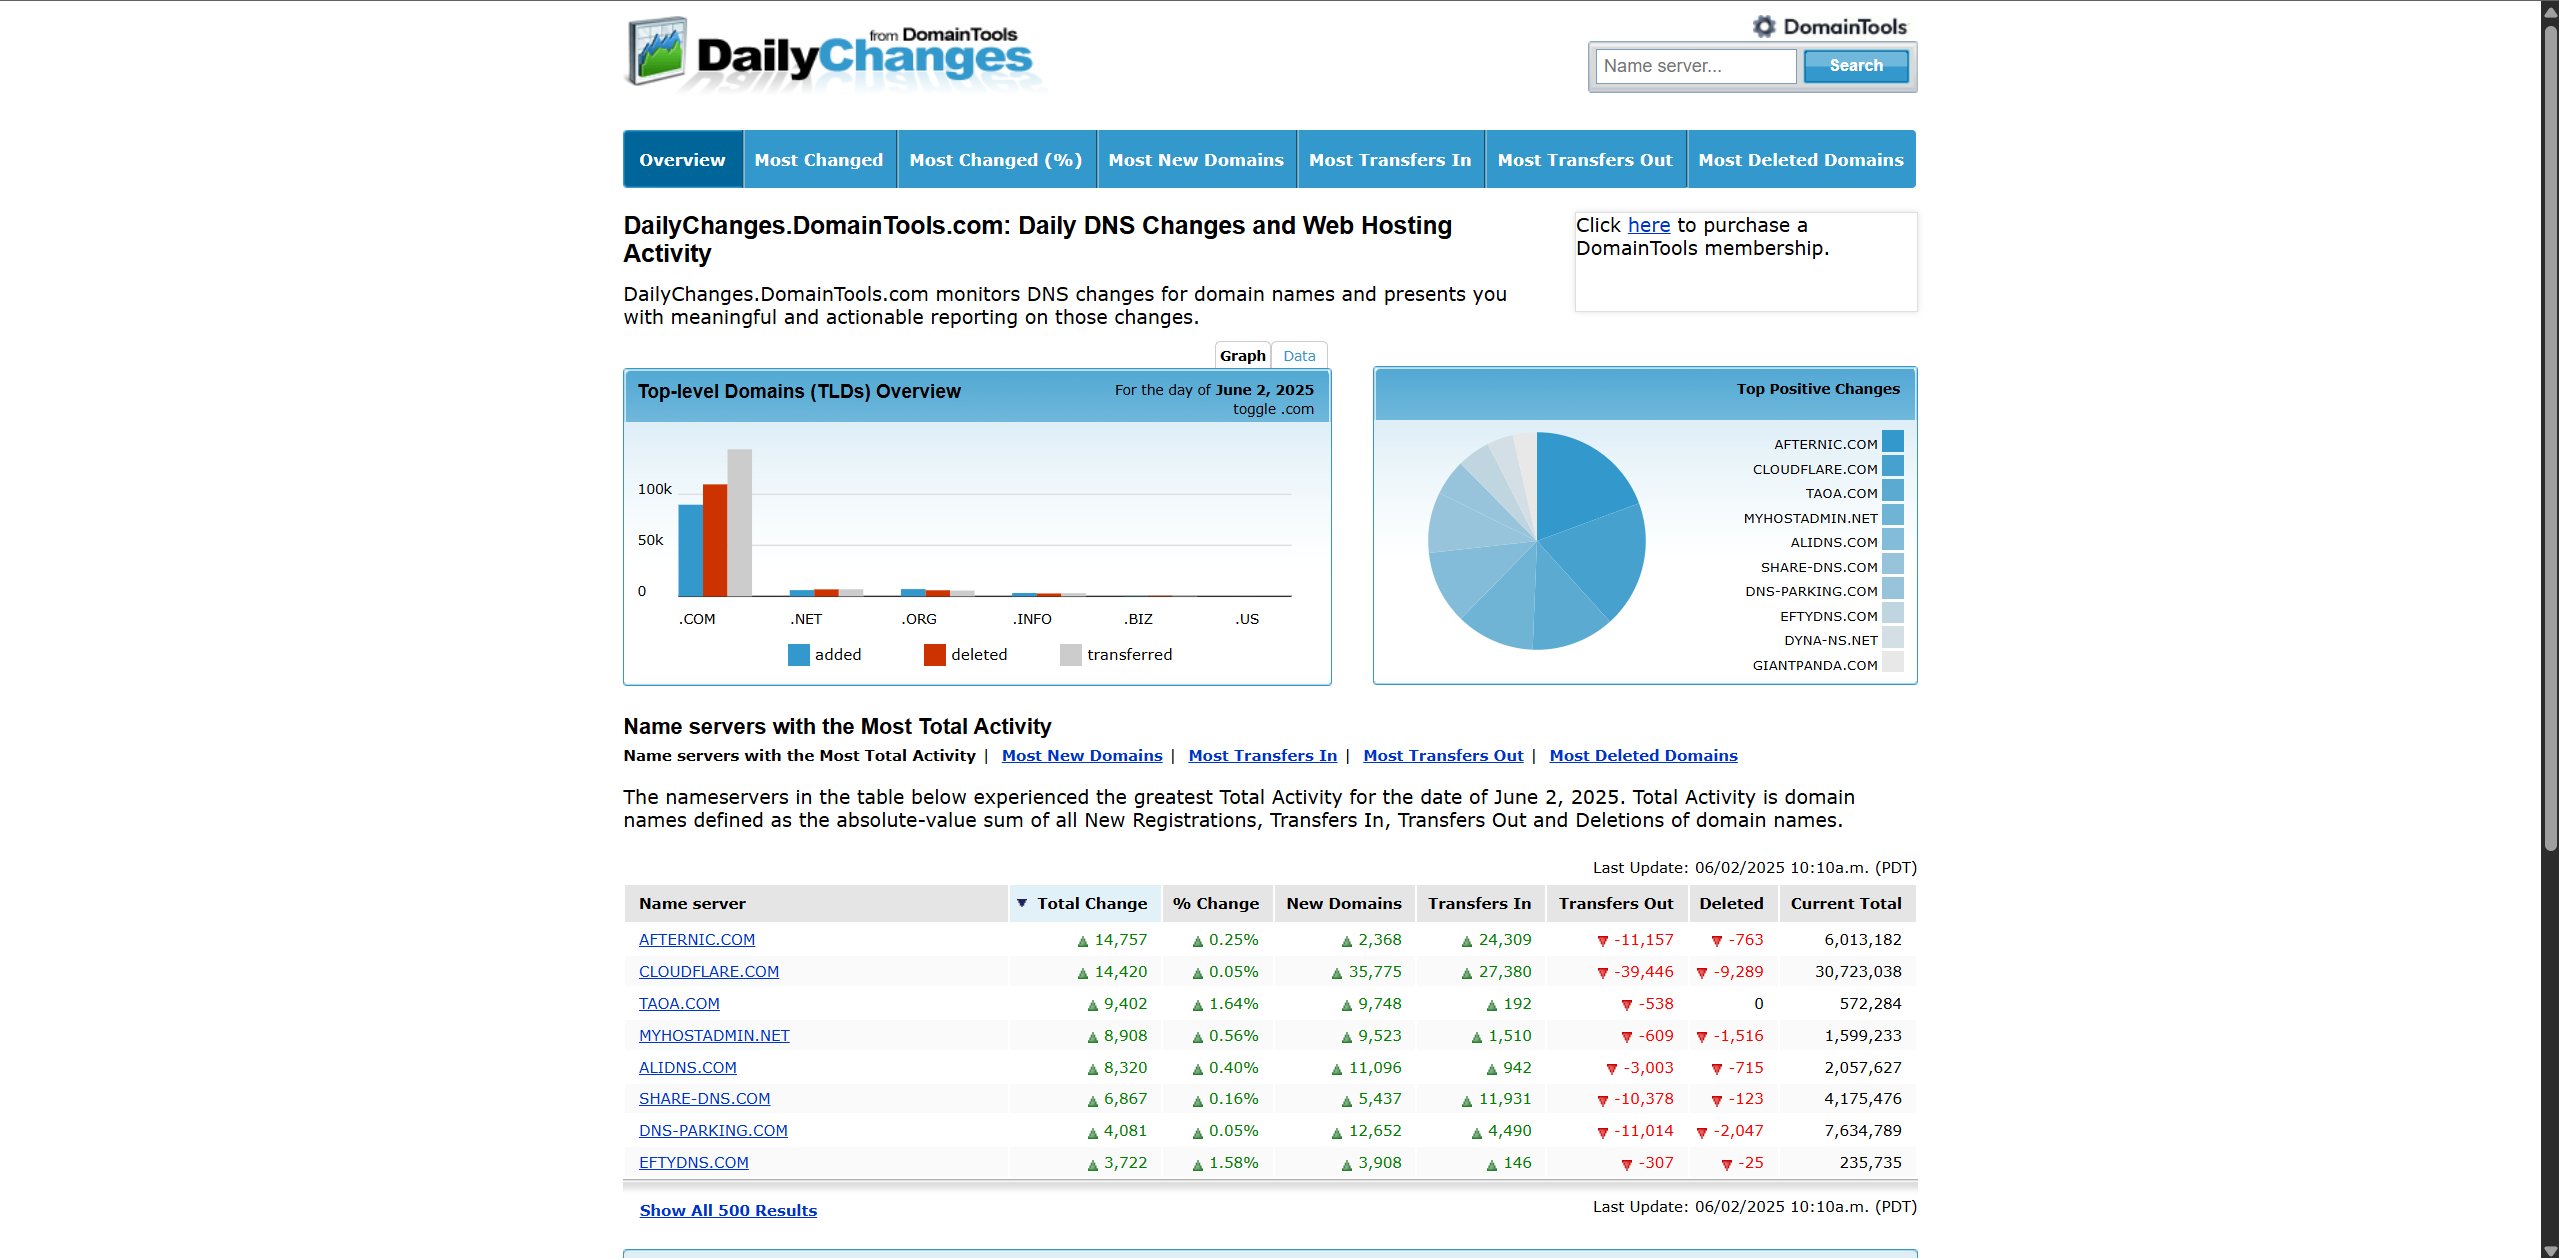 from DomainTools
DailyChanges
DomainTools
Name server...
Search
Overview
Most Changed
Most Changed (%)
Most New Domains
Most Transfers In
Most Transfers Out
Most Deleted Domains
DailyChanges.DomainTools.com: Daily DNS Changes and Web Hosting
Activity
Click here to purchase a
DomainTools membership.
DailyChanges.DomainTools.com monitors DNS changes for domain names and presents you
with meaningful and actionable reporting on those changes.
Graph
Data
Top-level Domains (TLDs) Overview
For the day of June 2, 2025
toggle .com
100k
50k
0
.COM
.NET
.ORG
.INFO
.BIZ
.US
added
deleted
transferred
Top Positive Changes
AFTERNIC.COM
CLOUDFLARE.COM
TAOA.COM
MYHOSTADMIN.NET
ALIDNS.COM
SHARE-DNS.COM
DNS-PARKING.COM
EFTYDNS.COM
DYNA-NS.NET
GIANTPANDA.COM
Name servers with the Most Total Activity
Name servers with the Most Total Activity | Most New Domains | Most Transfers In | Most Transfers Out | Most Deleted Domains
The nameservers in the table below experienced the greatest Total Activity for the date of June 2, 2025. Total Activity is domain
names defined as the absolute-value sum of all New Registrations, Transfers In, Transfers Out and Deletions of domain names.
Last Update: 06/02/2025 10:10a.m. (PDT)
Name server ▼ Total Change % Change New Domains Transfers In Transfers Out Deleted Current Total
AFTERNIC.COM ▲ 14,757 ▲ 0.25% ▲ 2,368 ▲ 24,309 ▼ -11,157 ▼ -763 6,013,182
CLOUDFLARE.COM ▲ 14,420 ▲ 0.05% ▲ 35,775 ▲ 27,380 ▼ -39,446 ▼ -9,289 30,723,038
TAOA.COM ▲ 9,402 ▲ 1.64% ▲ 9,748 ▲ 192 ▼ -538 0 572,284
MYHOSTADMIN.NET ▲ 8,908 ▲ 0.56% ▲ 9,523 ▲ 1,510 ▼ -609 ▼ -1,516 1,599,233
ALIDNS.COM ▲ 8,320 ▲ 0.40% ▲ 11,096 ▲ 942 ▼ -3,003 ▼ -715 2,057,627
SHARE-DNS.COM ▲ 6,867 ▲ 0.16% ▲ 5,437 ▲ 11,931 ▼ -10,378 ▼ -123 4,175,476
DNS-PARKING.COM ▲ 4,081 ▲ 0.05% ▲ 12,652 ▲ 4,490 ▼ -11,014 ▼ -2,047 7,634,789
EFTYDNS.COM ▲ 3,722 ▲ 1.58% ▲ 3,908 ▲ 146 ▼ -307 ▼ -25 235,735
Show All 500 Results
Last Update: 06/02/2025 10:10a.m. (PDT)